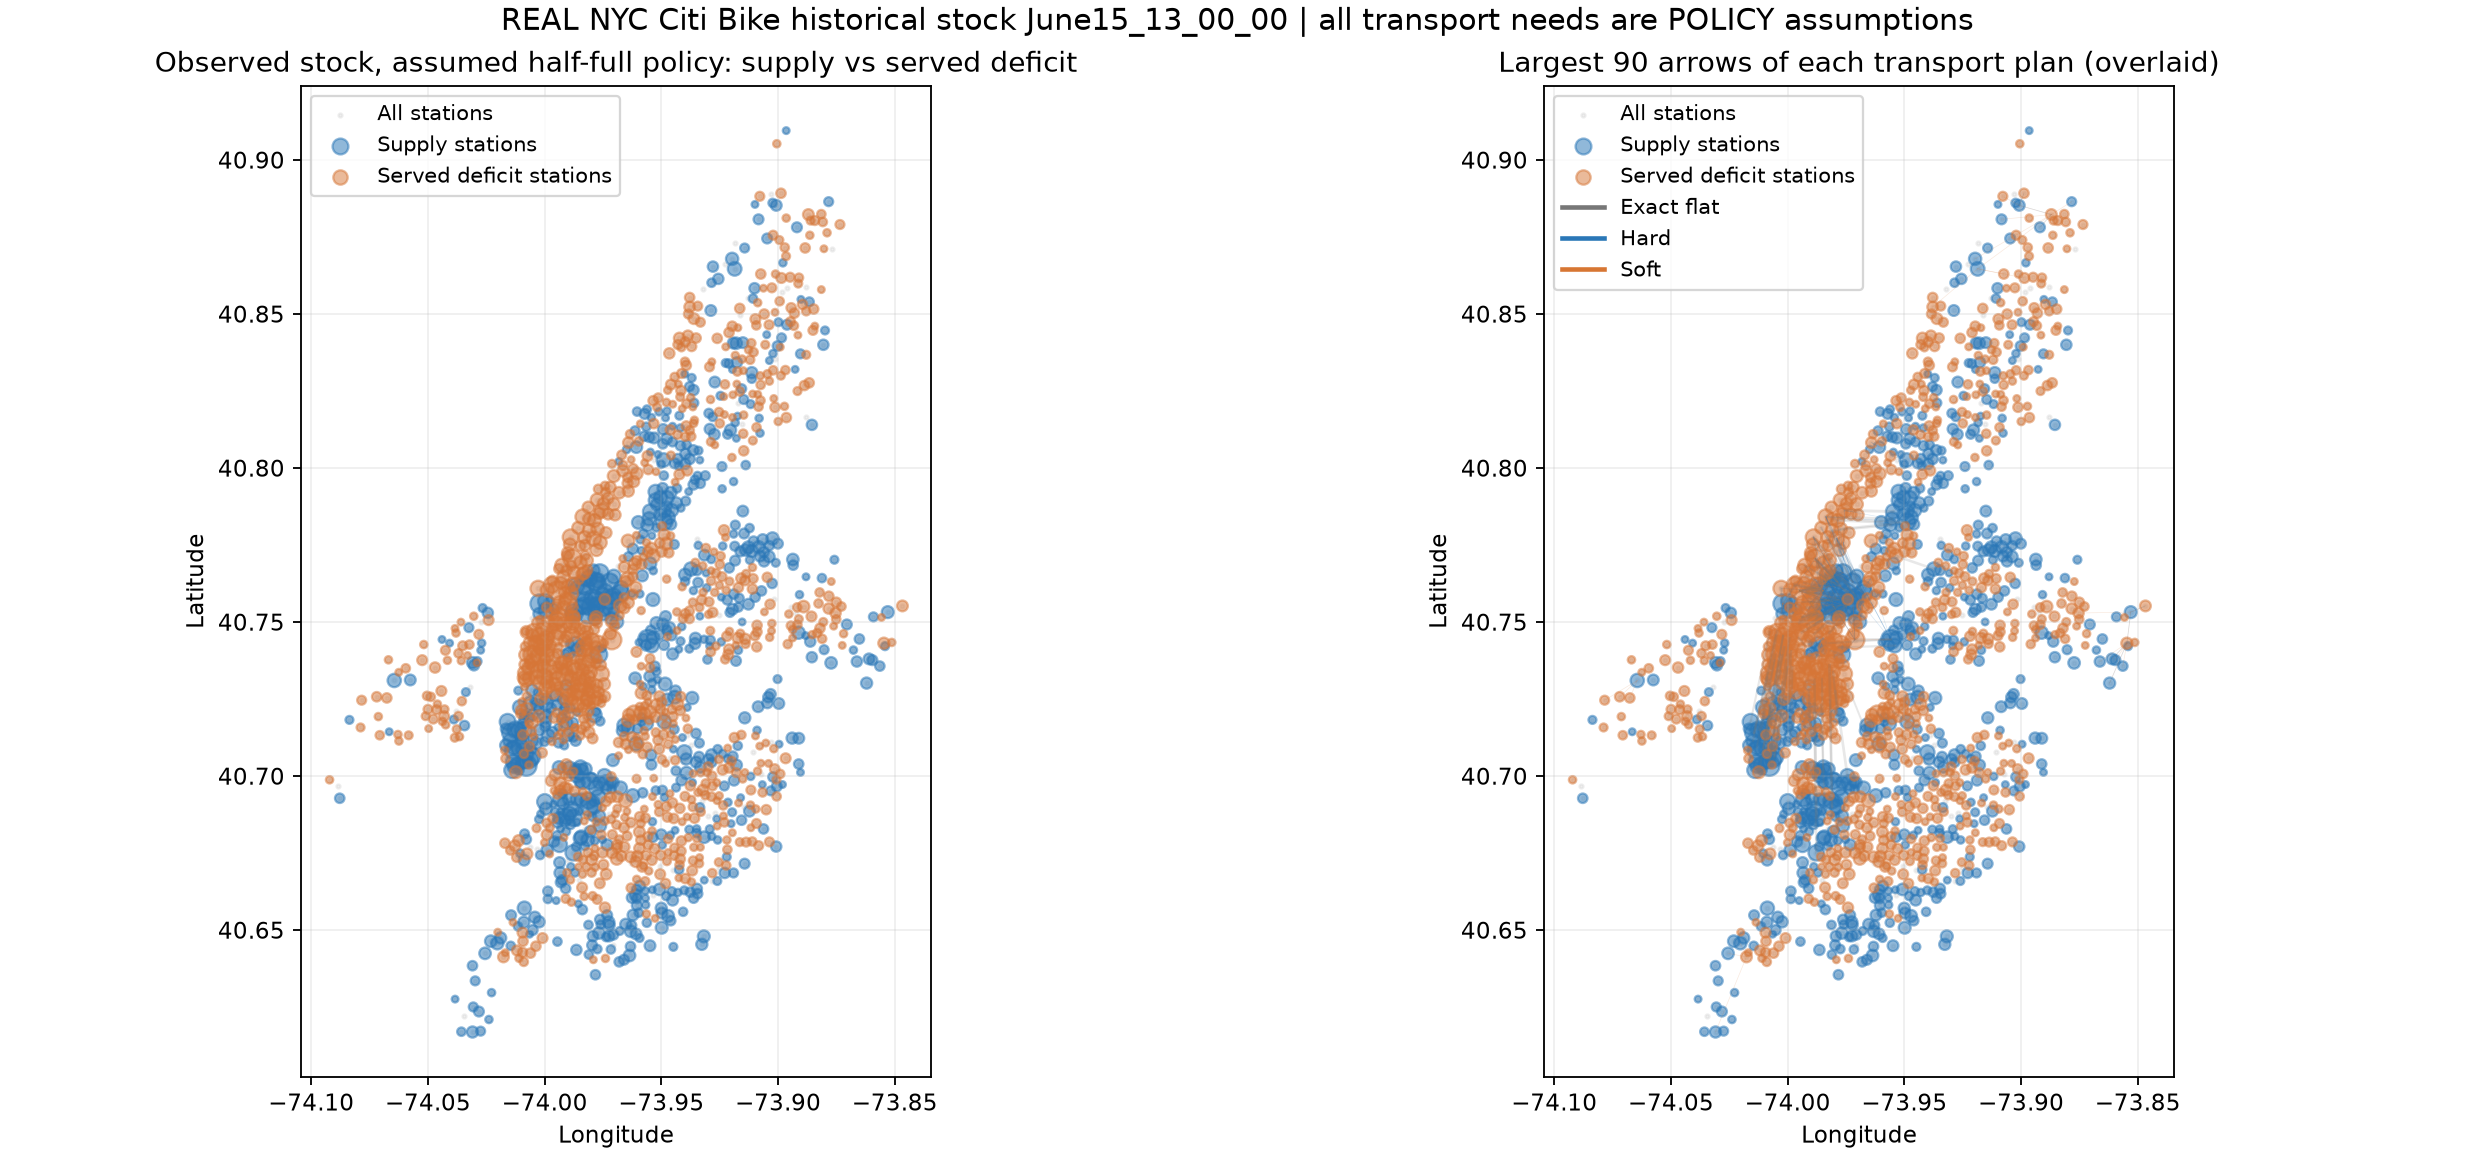 REAL NYC Citi Bike historical stock June15_13_00_00 | all transport needs are POLICY assumptions
Observed stock, assumed half-full policy: supply vs served deficit
All stations
Supply stations
Served deficit stations
40.90
40.85
40.80
40.75
40.70
40.65
Latitude
−74.10 −74.05 −74.00 −73.95 −73.90 −73.85
Longitude
Largest 90 arrows of each transport plan (overlaid)
All stations
Supply stations
Served deficit stations
Exact flat
Hard
Soft
40.90
40.85
40.80
40.75
40.70
40.65
Latitude
−74.10 −74.05 −74.00 −73.95 −73.90 −73.85
Longitude